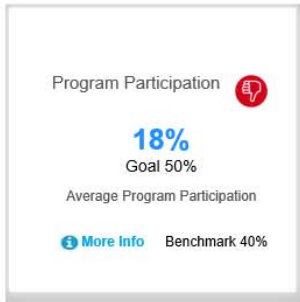 Program Participation
18%
Goal 50%
Average Program Participation
More Info Benchmark 40%